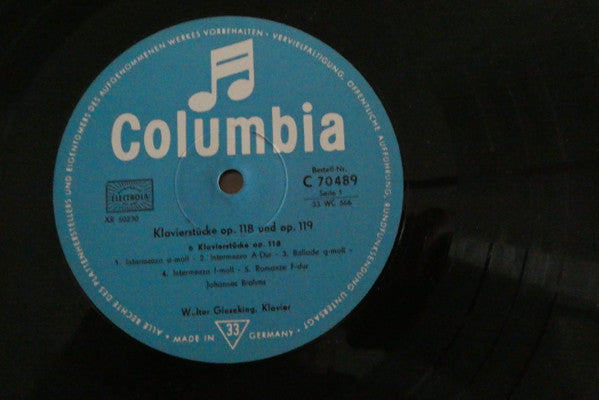 ALLE RECHTE DES PLATTENHERSTELLERS UND EIGENTÜMERS DES AUFGENOMMENEN WERKES VORBEHALTEN · VERVIELFÄLTIGUNG, ÖFFENTLICHE AUFFÜHRUNG, RUNDFUNKSENDUNG UNTERSAGT ·
Columbia
ELECTROLA
XR 50230
Bestell-Nr.
C 70489
Seite 1
33 WC 566
Klavierstücke op. 118 und op. 119
6 Klavierstücke op. 118
1. Intermezzo a-moll - 2. Intermezzo A-Dur - 3. Ballade g-moll -
4. Intermezzo f-moll - 5. Romanze F-dur
Johannes Brahms
Walter Gieseking, Klavier
MADE IN 33 GERMANY